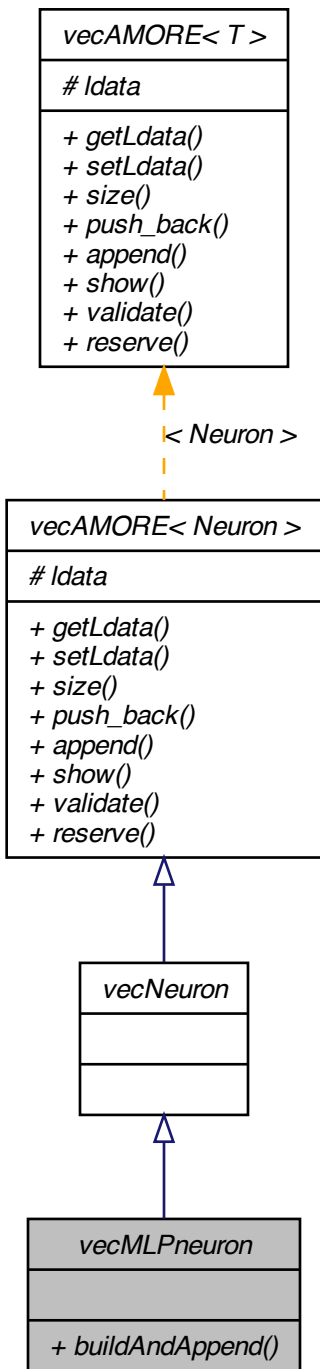 vecAMORE< T >
# ldata
+ getLdata()
+ setLdata()
+ size()
+ push_back()
+ append()
+ show()
+ validate()
+ reserve()
< Neuron >
vecAMORE< Neuron >
# ldata
+ getLdata()
+ setLdata()
+ size()
+ push_back()
+ append()
+ show()
+ validate()
+ reserve()
vecNeuron
vecMLPneuron
+ buildAndAppend()